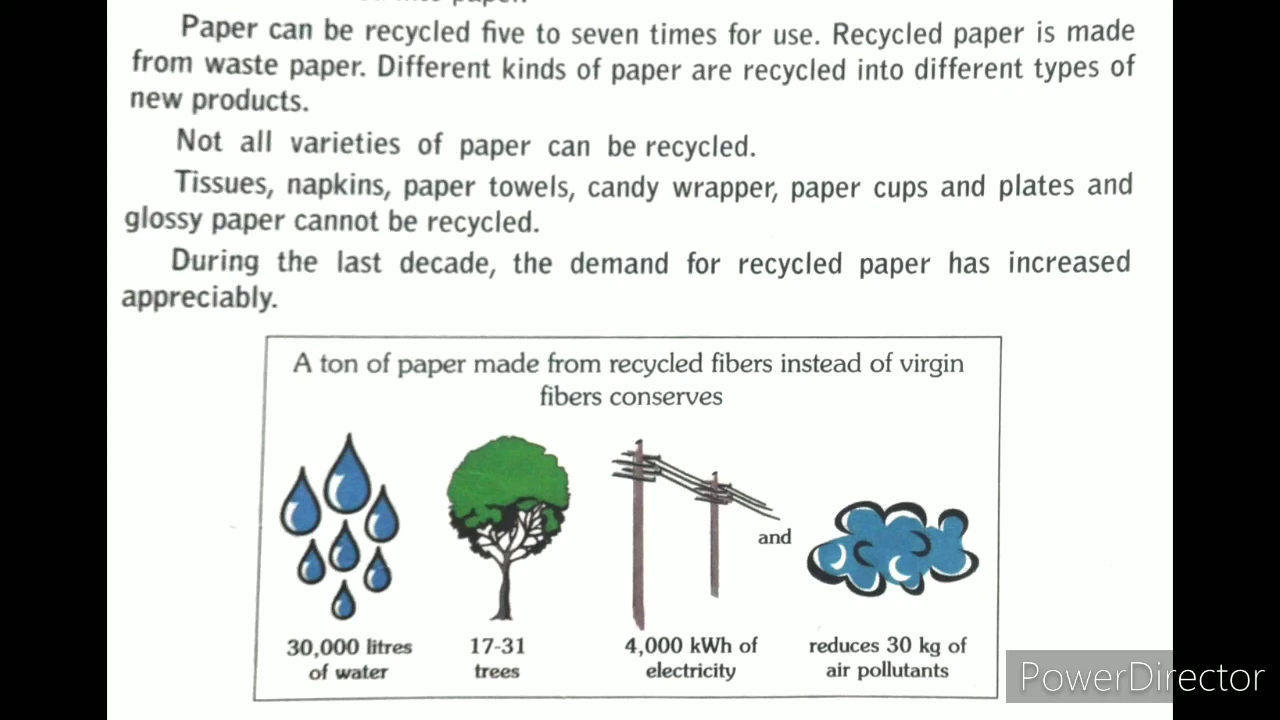 paper.
Paper can be recycled five to seven times for use. Recycled paper is made
from waste paper. Different kinds of paper are recycled into different types of
new products.
Not all varieties of paper can be recycled.
Tissues, napkins, paper towels, candy wrapper, paper cups and plates and
glossy paper cannot be recycled.
During the last decade, the demand for recycled paper has increased
appreciably.
A ton of paper made from recycled fibers instead of virgin
fibers conserves
and
30,000 litres
of water
17-31
trees
4,000 kWh of
electricity
reduces 30 kg of
air pollutants
PowerDirector